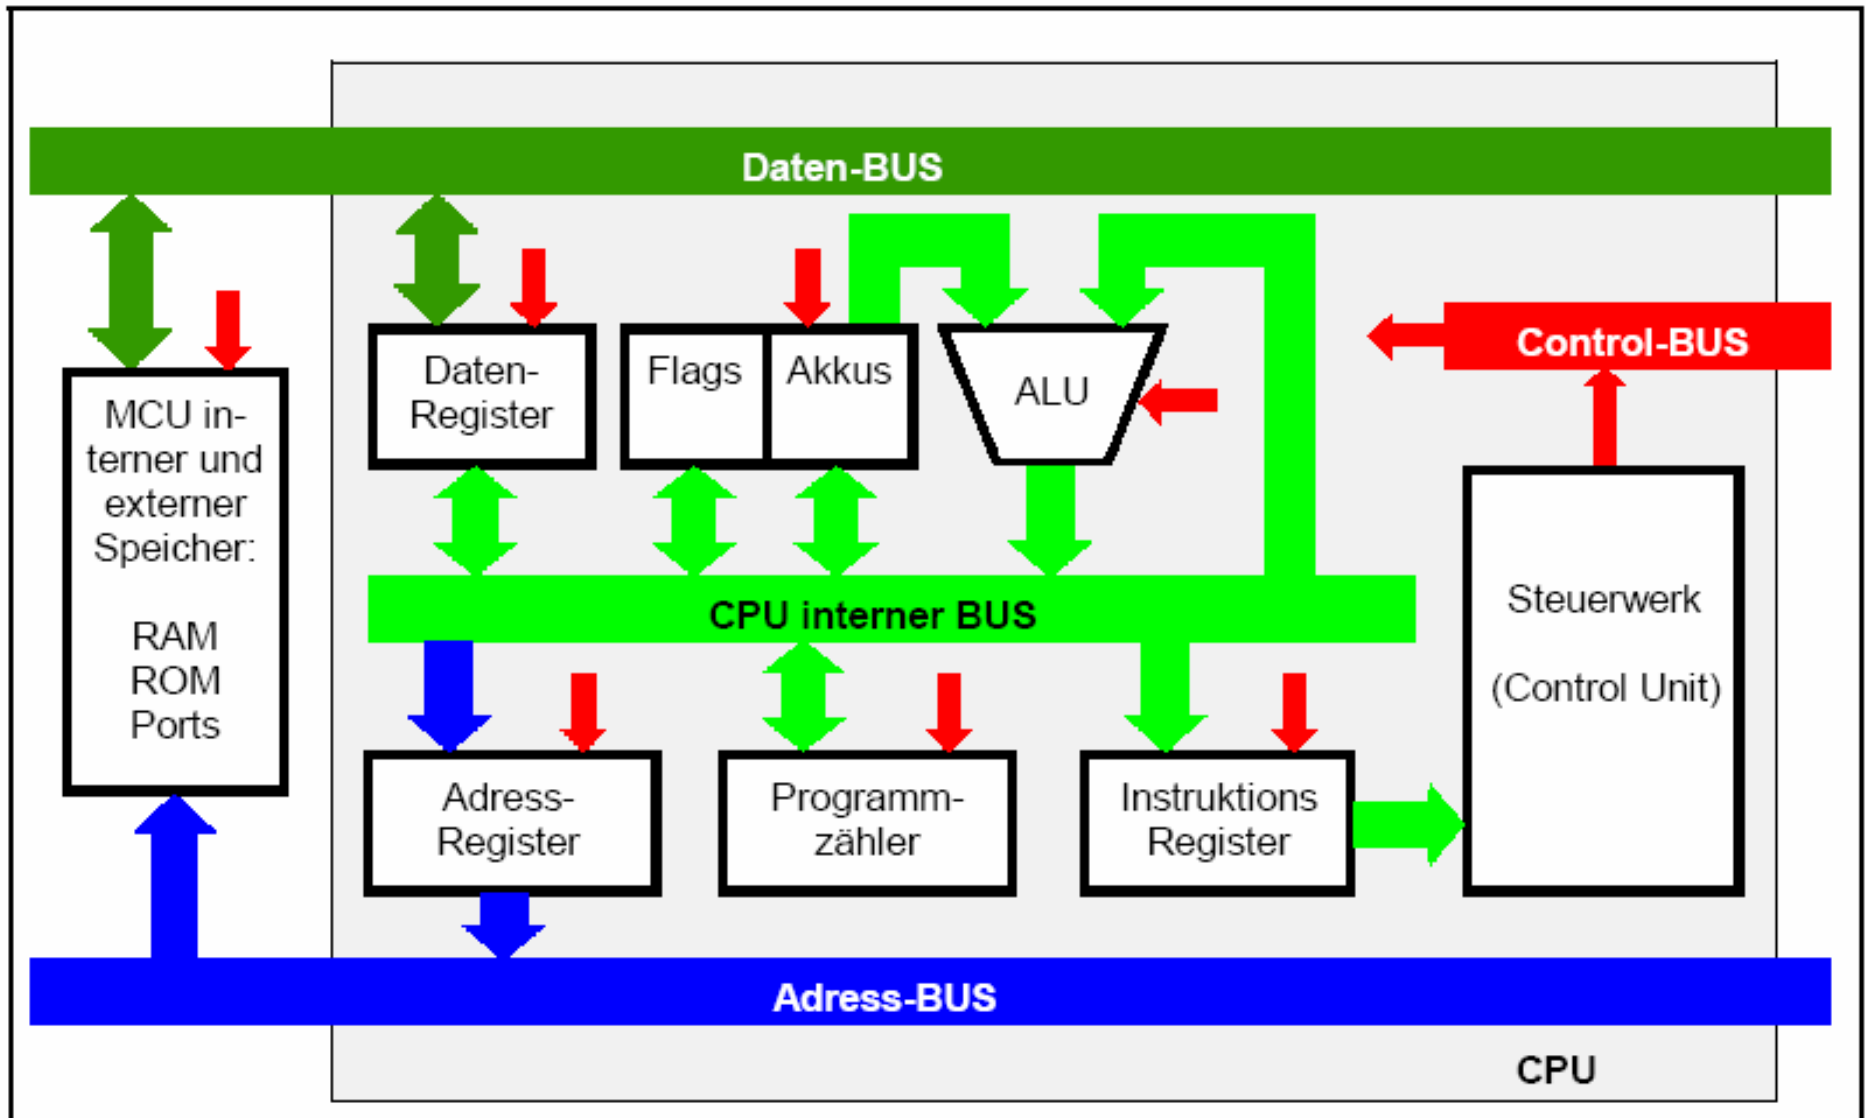 Daten-BUS
Daten-
Register
Flags
Akkus
ALU
Control-BUS
MCU in-
terner und
externer
Speicher:
RAM
ROM
Ports
CPU interner BUS
Steuerwerk
(Control Unit)
Adress-
Register
Programm-
zähler
Instruktions
Register
Adress-BUS
CPU